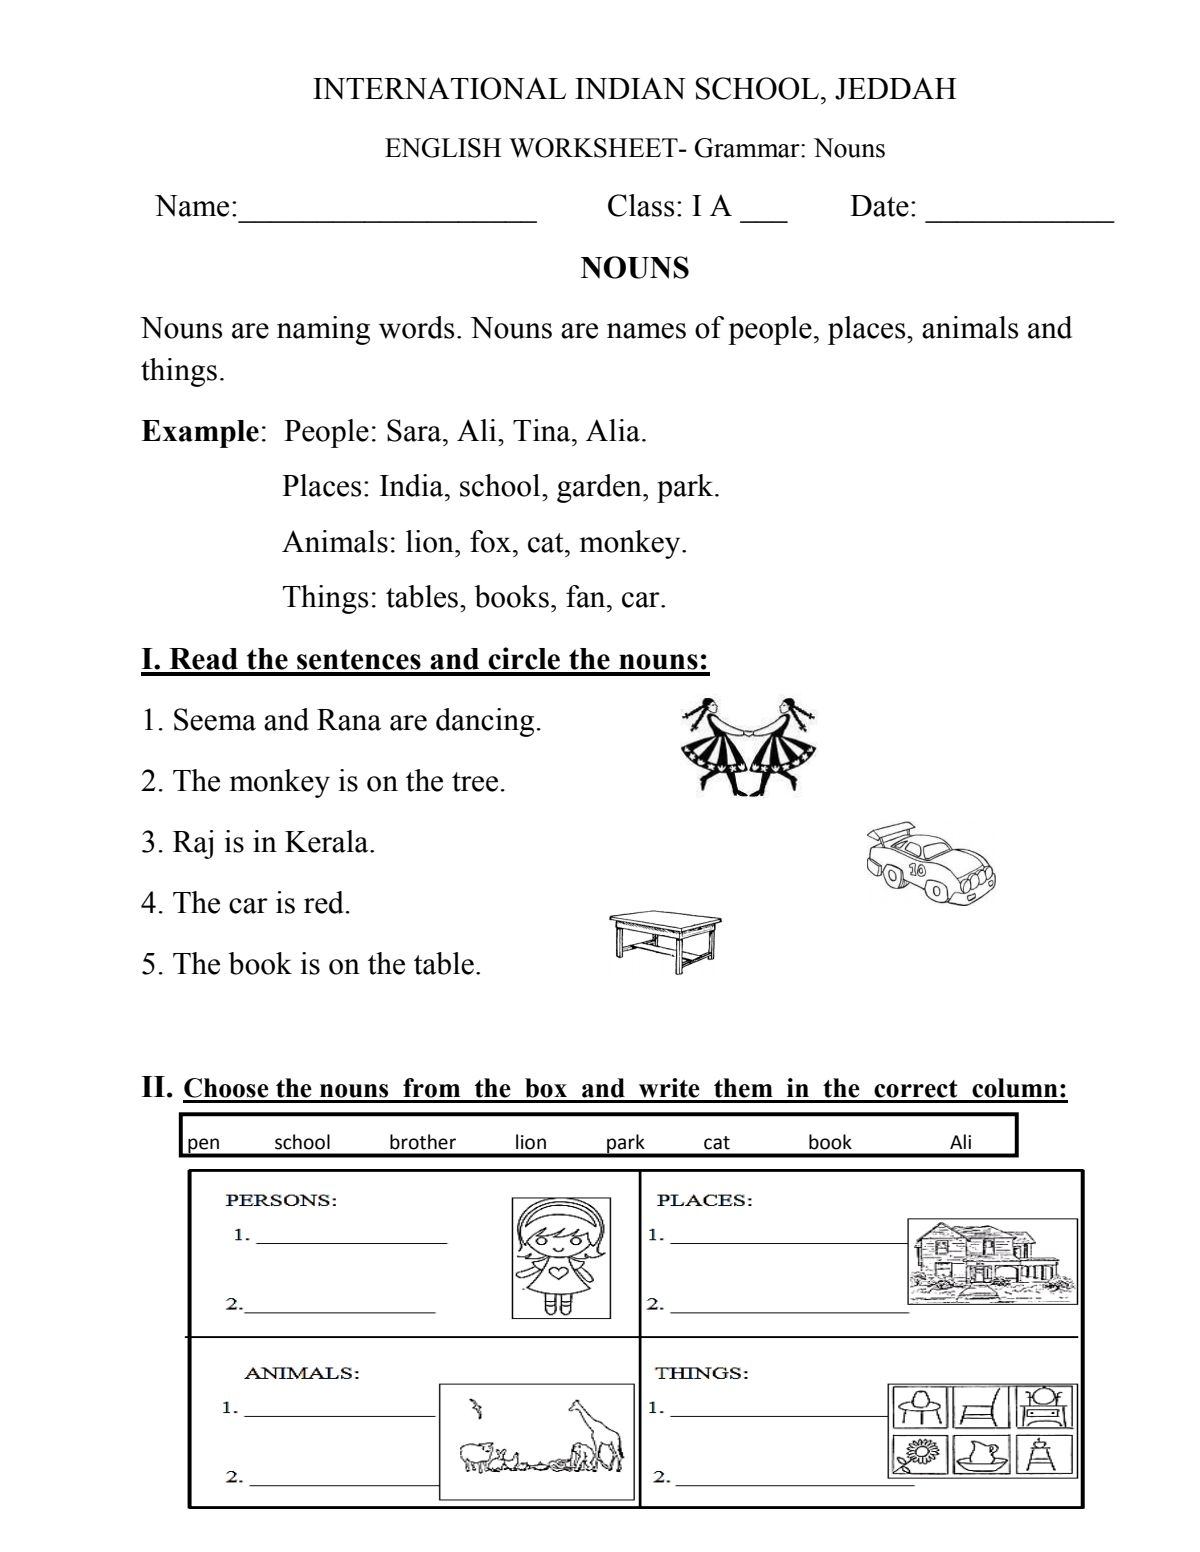 INTERNATIONAL INDIAN SCHOOL, JEDDAH
ENGLISH WORKSHEET- Grammar: Nouns
Name:___________________ Class: I A ___ Date: ____________
NOUNS
Nouns are naming words. Nouns are names of people, places, animals and
things.
Example: People: Sara, Ali, Tina, Alia.
Places: India, school, garden, park.
Animals: lion, fox, cat, monkey.
Things: tables, books, fan, car.
I. Read the sentences and circle the nouns:
1. Seema and Rana are dancing.
2. The monkey is on the tree.
3. Raj is in Kerala.
10
4. The car is red.
5. The book is on the table.
II. Choose the nouns from the box and write them in the correct column:
pen school brother lion park cat book Ali
PERSONS:
1. ________________
2. ________________
PLACES:
1. ____________________
2. ____________________
ANIMALS:
1. ________________
2. ________________
THINGS:
1. __________________
2. ____________________